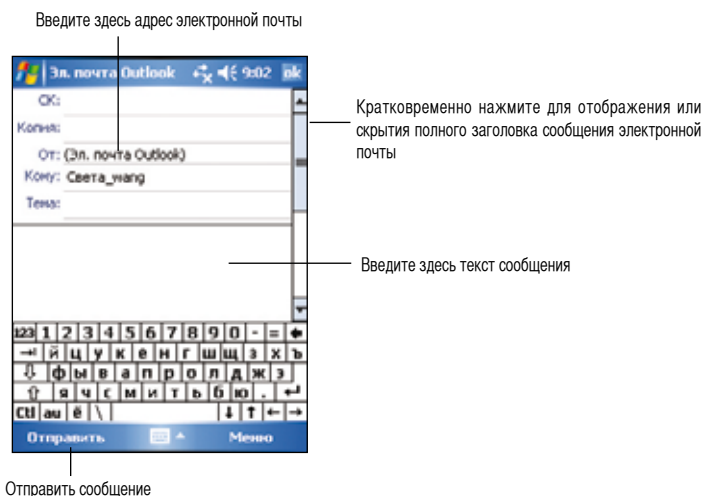 Введите здесь адрес электронной почты
Эл. почта Outlook 9:02 ok
СК:
Копия:
От: (Эл. почта Outlook)
Кому: Света_wang
Тема:
Кратковременно нажмите для отображения или
скрытия полного заголовка сообщения электронной
почты
Введите здесь текст сообщения
123 1 2 3 4 5 6 7 8 9 0 - =
й ц у к е н г ш щ з х ъ
ф ы в а п р о л д ж э
я ч с м и т ь б ю .
Ctl au ё \
Отправить Меню
Отправить сообщение